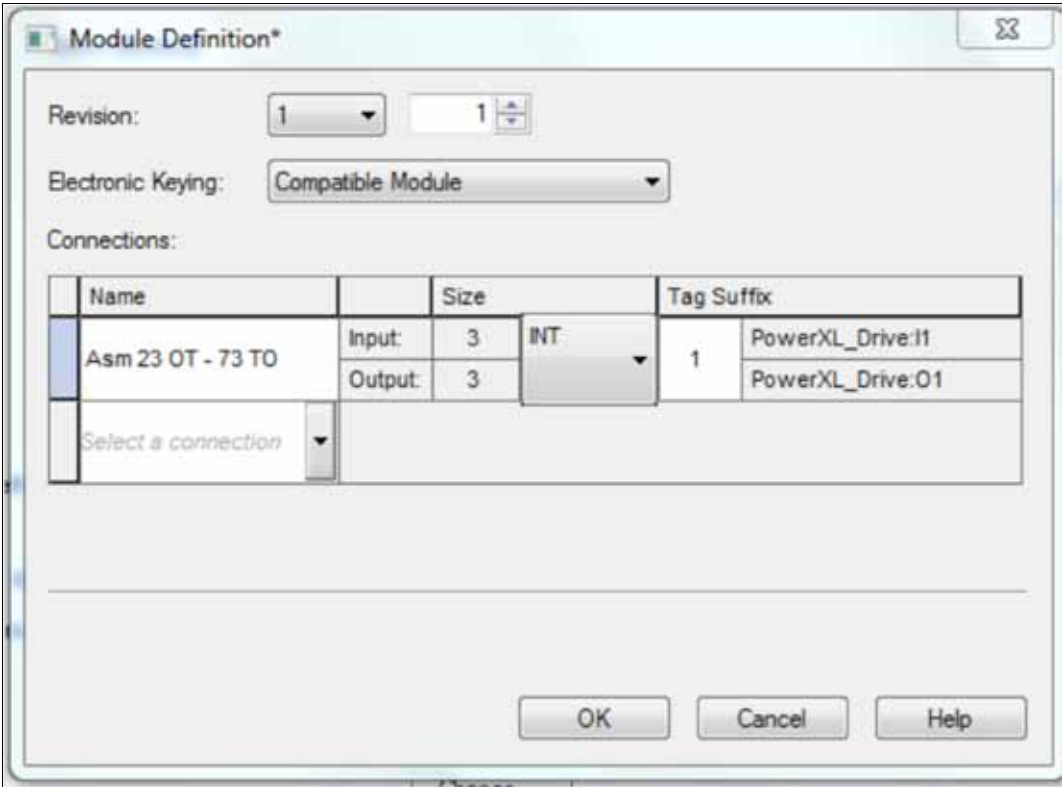 Module Definition*
Revision: 1 1
Electronic Keying: Compatible Module
Connections:
Name Size Tag Suffix
Asm 23 OT - 73 TO Input: 3 INT 1 PowerXL_Drive:I1
Output: 3 PowerXL_Drive:O1
Select a connection
OK Cancel Help